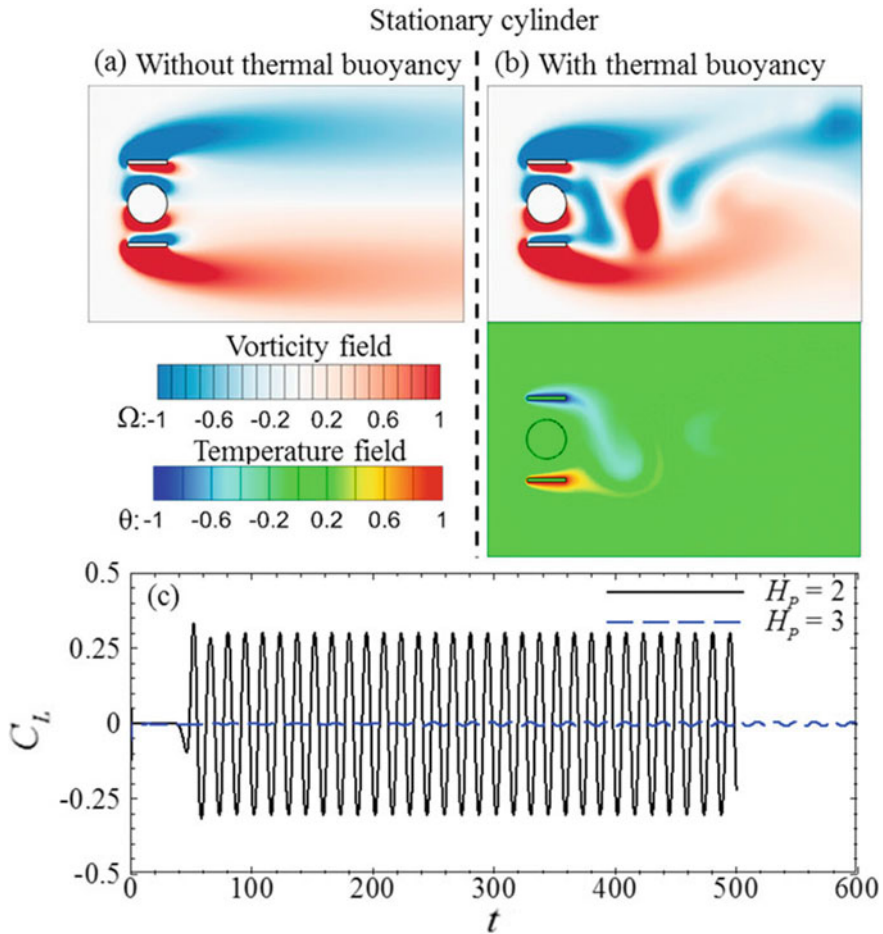 Stationary cylinder
(a) Without thermal buoyancy
(b) With thermal buoyancy
Vorticity field
Ω:-1 -0.6 -0.2 0.2 0.6 1
Temperature field
θ:-1 -0.6 -0.2 0.2 0.6 1
(c)
H_P = 2
H_P = 3
0.5
0.25
0
-0.25
-0.5
C_L
0 100 200 300 400 500 600
t